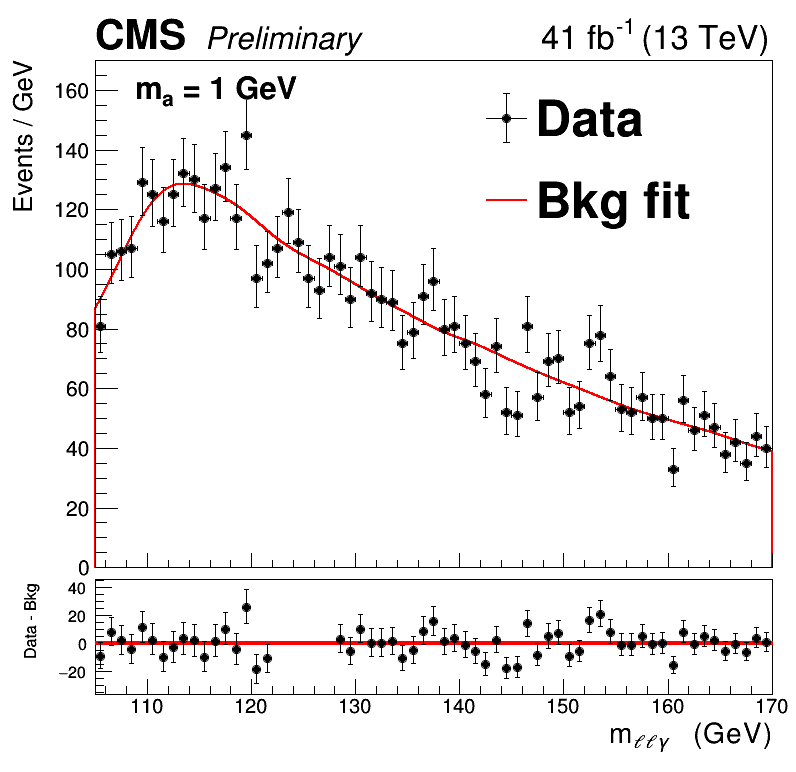 CMS Preliminary 41 fb⁻¹ (13 TeV)
Events / GeV
mₐ = 1 GeV
Data
Bkg fit
160
140
120
100
80
60
40
20
0
Data - Bkg
40
20
0
−20
110 120 130 140 150 160 170
m_ℓℓγ (GeV)